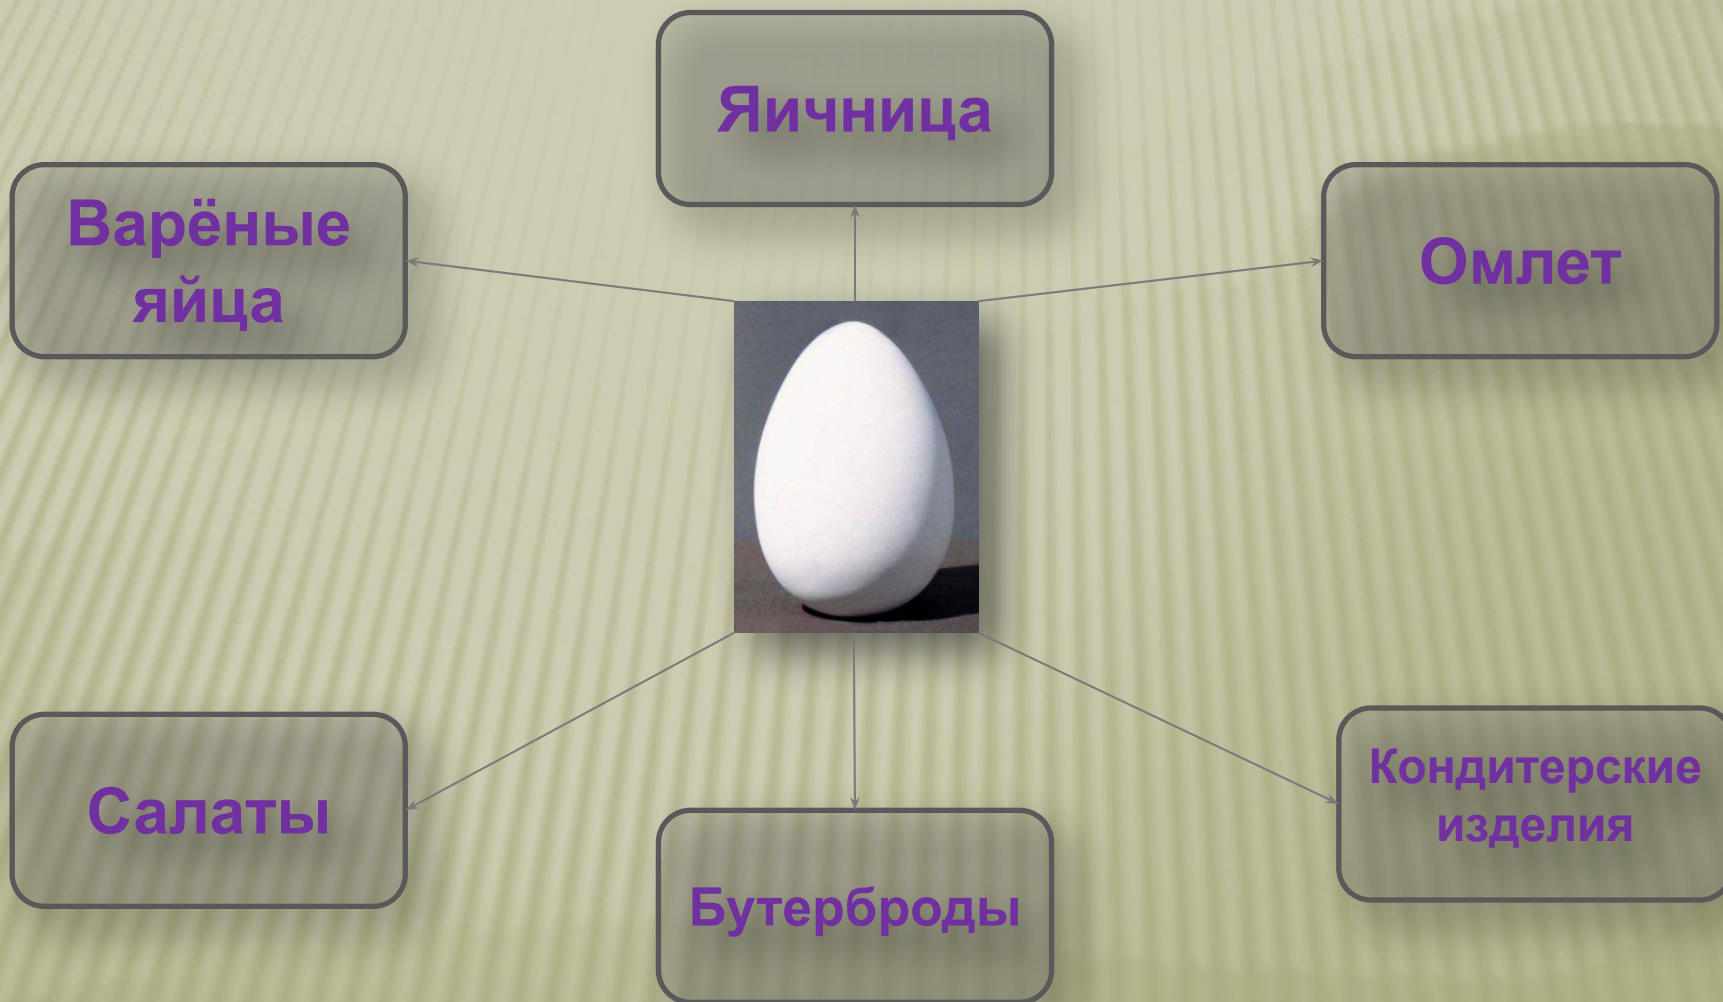 Яичница
Варёные
яйца
Омлет
Салаты
Бутерброды
Кондитерские
изделия